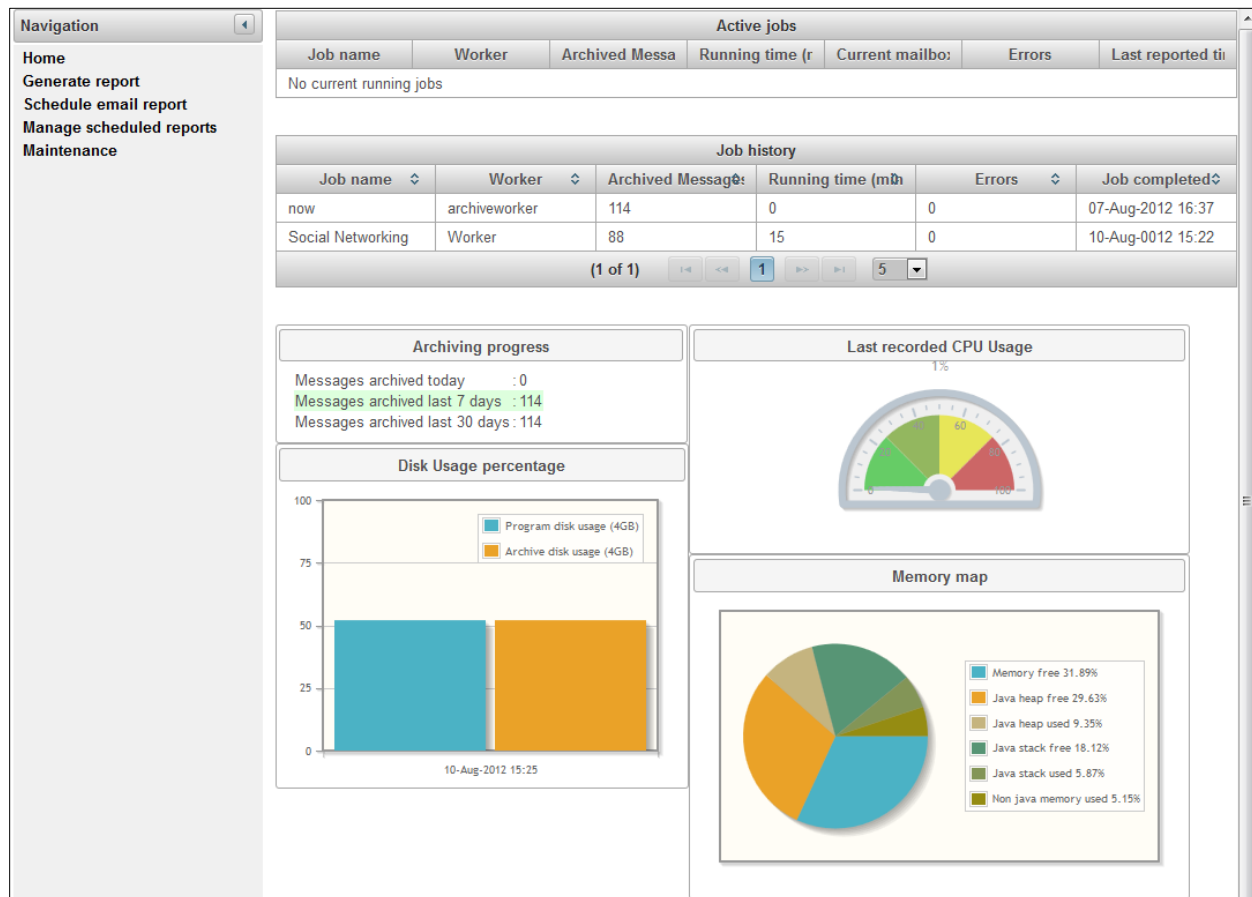 Navigation
Home
Generate report
Schedule email report
Manage scheduled reports
Maintenance
Active jobs
Job name Worker Archived Messa Running time (r Current mailbo: Errors Last reported ti
No current running jobs
Job history
Job name Worker Archived Messages Running time (min Errors Job completed
now archiveworker 114 0 0 07-Aug-2012 16:37
Social Networking Worker 88 15 0 10-Aug-0012 15:22
(1 of 1) 1 5
Archiving progress
Messages archived today : 0
Messages archived last 7 days : 114
Messages archived last 30 days : 114
Disk Usage percentage
100
75
50
25
0
Program disk usage (4GB)
Archive disk usage (4GB)
10-Aug-2012 15:25
Last recorded CPU Usage
1%
0 20 40 60 80 100
Memory map
Memory free 31.89%
Java heap free 29.63%
Java heap used 9.35%
Java stack free 18.12%
Java stack used 5.87%
Non java memory used 5.15%